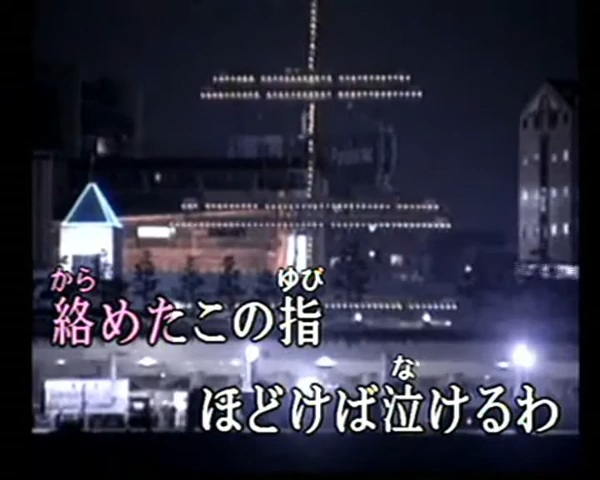 から ゆび
絡めたこの指
な
ほどけば泣けるわ